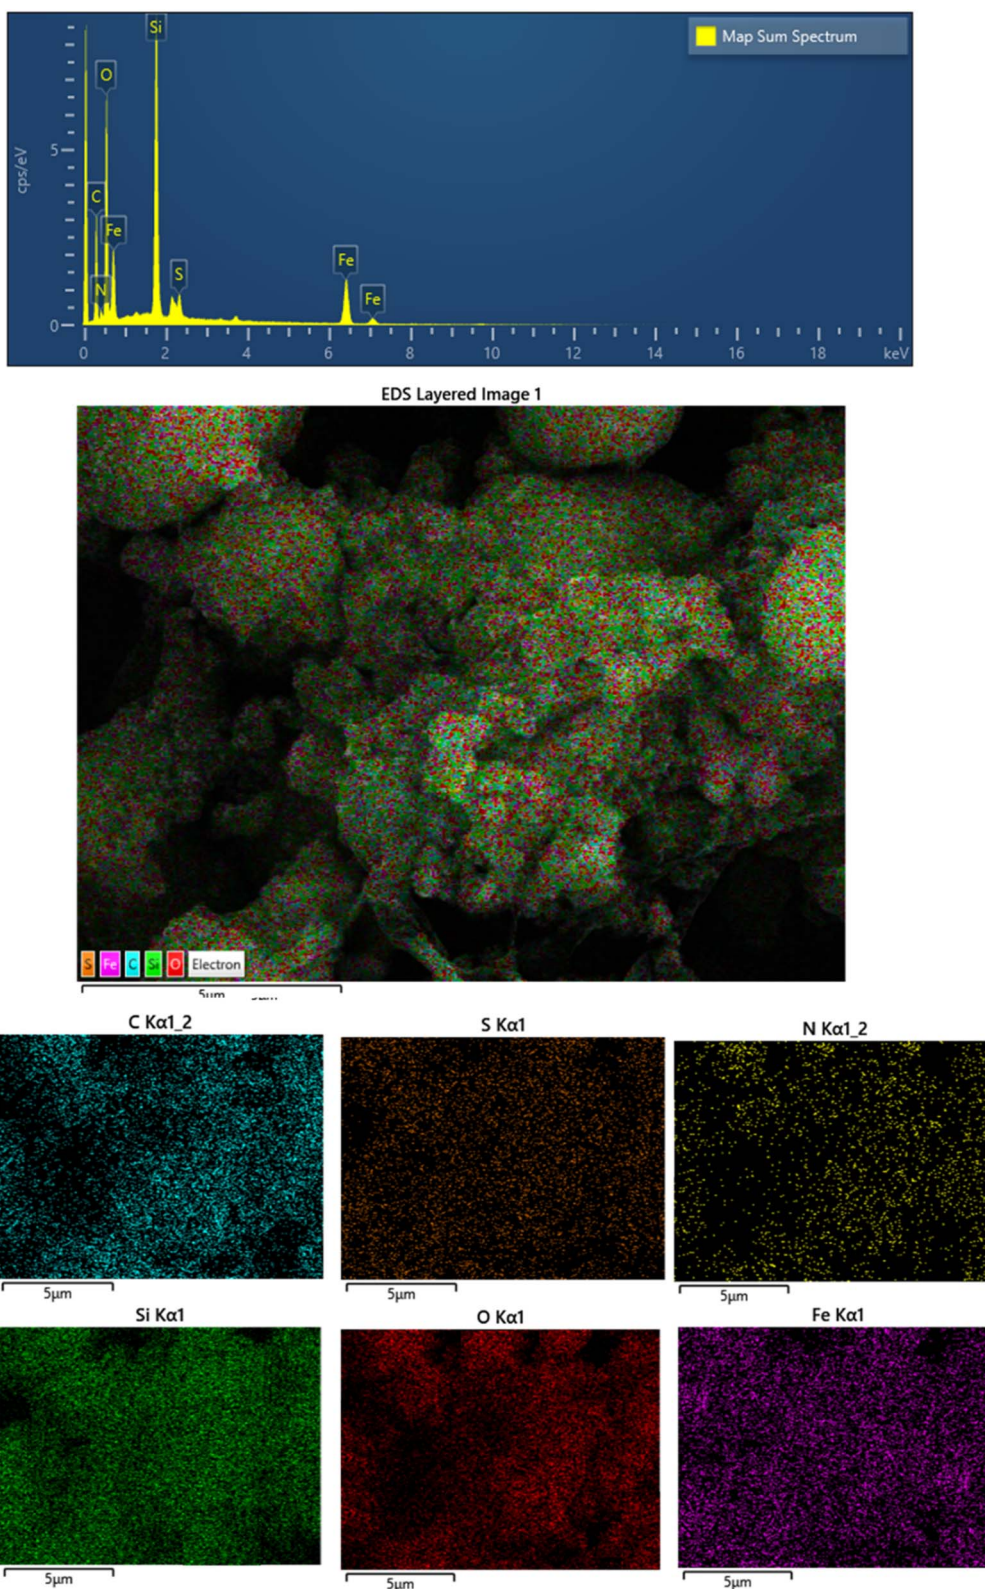 Si
Map Sum Spectrum
O
cps/eV
5
C
Fe
S
Fe
N
Fe
0
0 2 4 6 8 10 12 14 16 18 keV
EDS Layered Image 1
S Fe C Si O Electron
5µm
C Kα1_2
S Kα1
N Kα1_2
5µm
5µm
5µm
Si Kα1
O Kα1
Fe Kα1
5µm
5µm
5µm